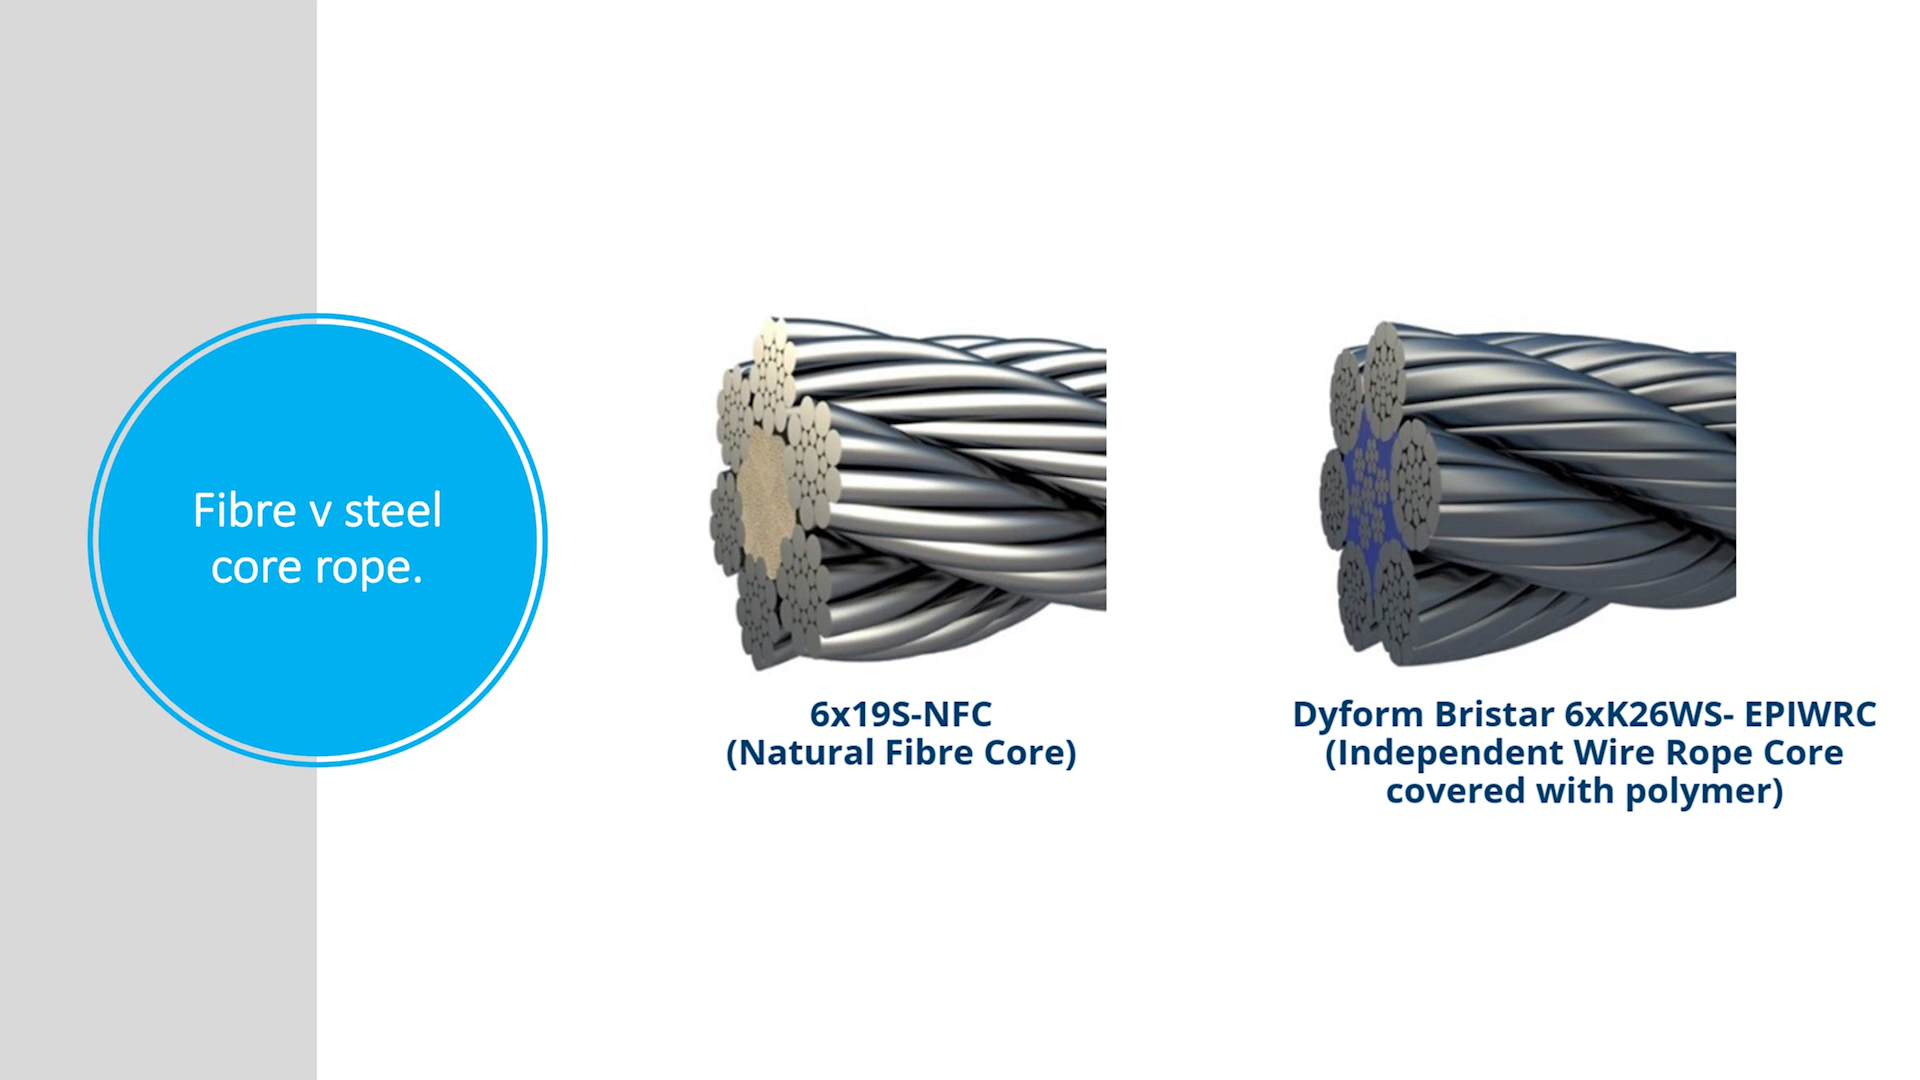 Fibre v steel
core rope.
6x19S-NFC
(Natural Fibre Core)
Dyform Bristar 6xK26WS- EPIWRC
(Independent Wire Rope Core
covered with polymer)